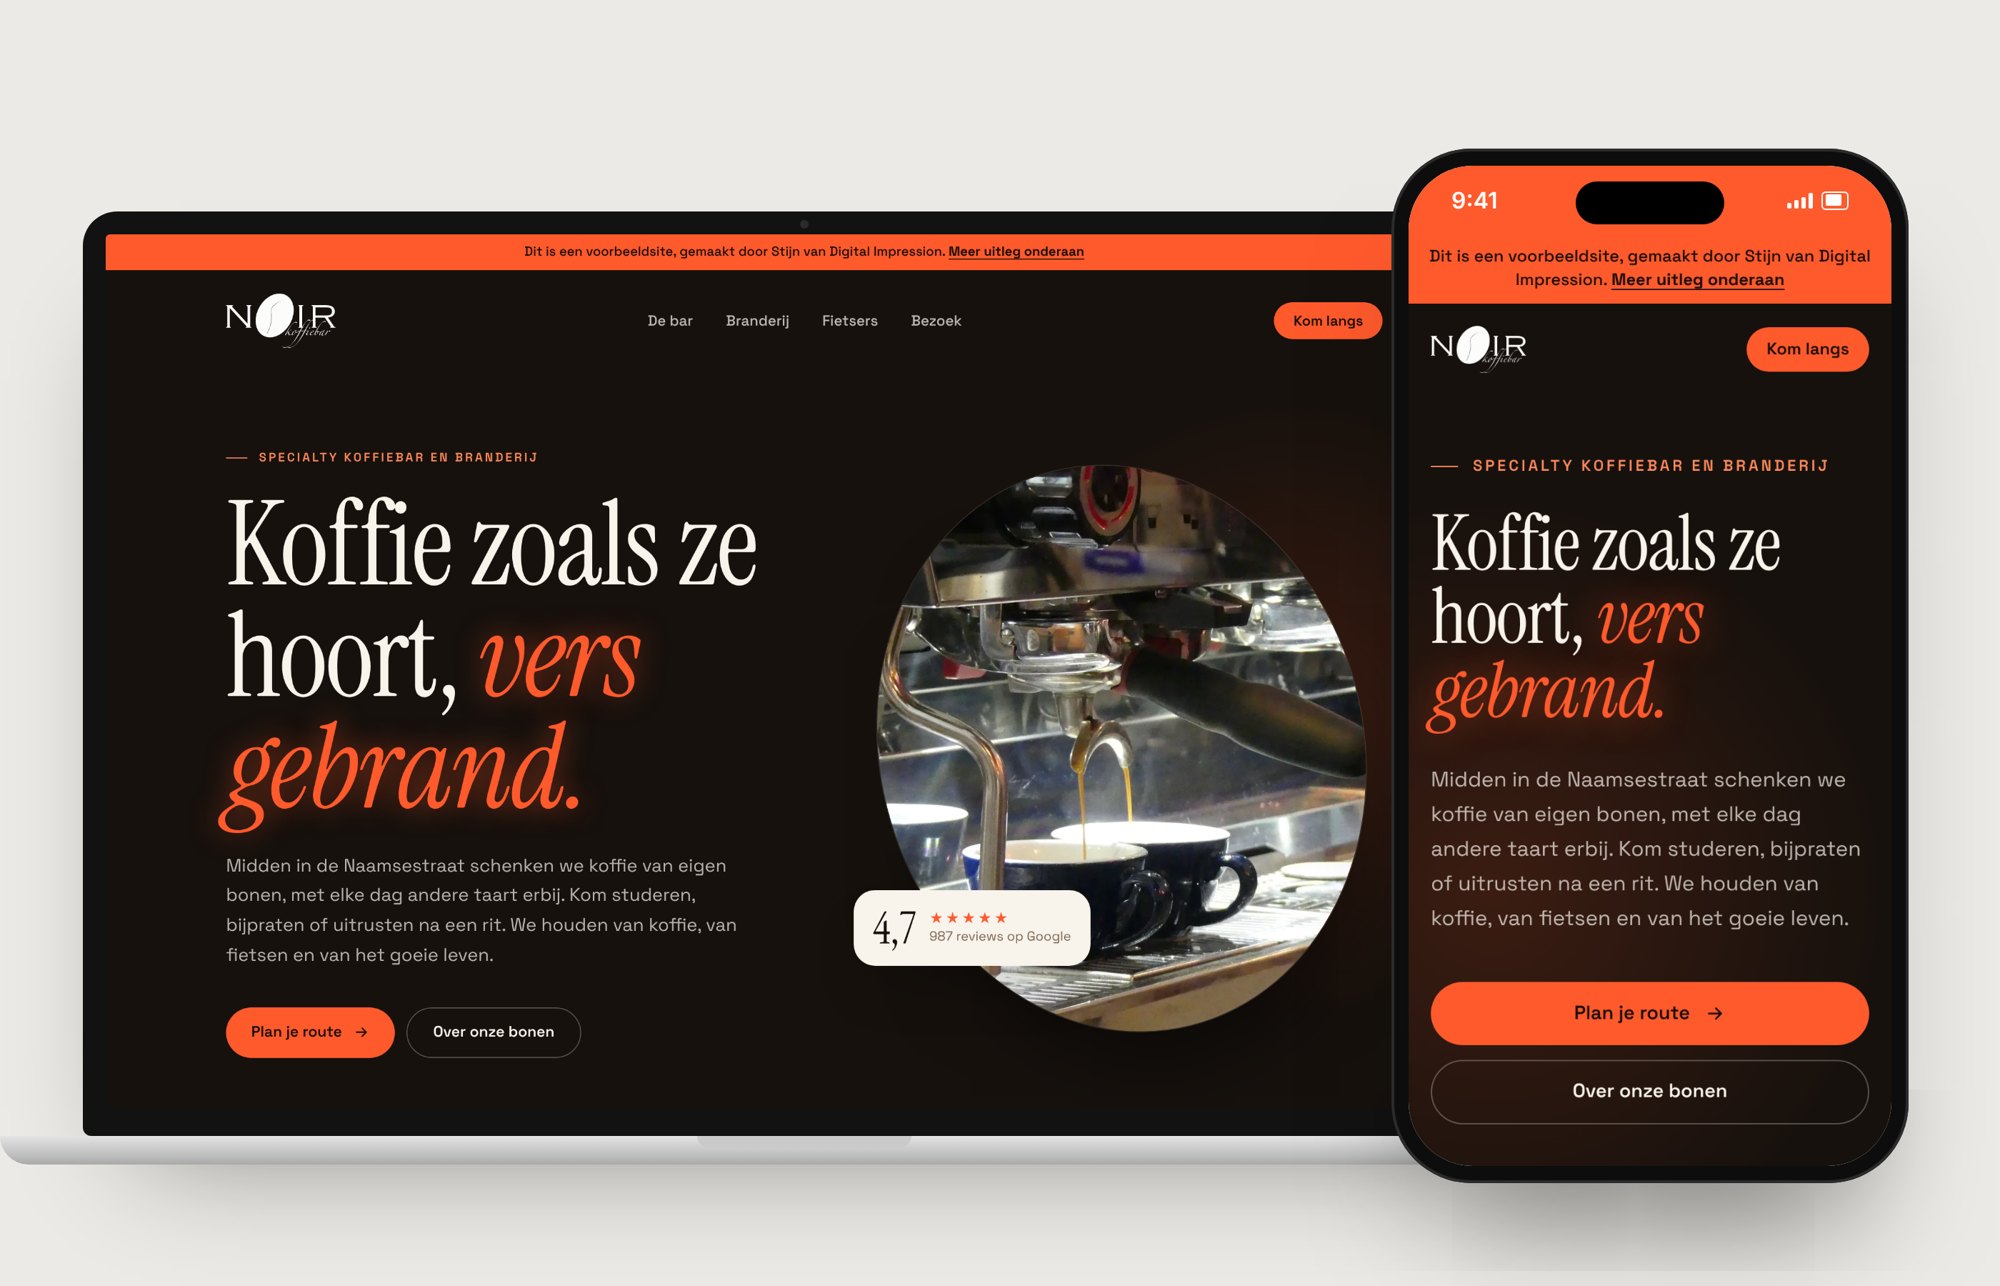 Dit is een voorbeeldsite, gemaakt door Stijn van Digital Impression. Meer uitleg onderaan
NOIR
koffiebar
De bar
Branderij
Fietsers
Bezoek
Kom langs
SPECIALTY KOFFIEBAR EN BRANDERIJ
Koffie zoals ze
hoort, vers
gebrand.
Midden in de Naamsestraat schenken we koffie van eigen
bonen, met elke dag andere taart erbij. Kom studeren,
bijpraten of uitrusten na een rit. We houden van koffie, van
fietsen en van het goeie leven.
Plan je route →
Over onze bonen
4,7
★★★★★
987 reviews op Google
9:41
Dit is een voorbeeldsite, gemaakt door Stijn van Digital
Impression. Meer uitleg onderaan
NOIR
koffiebar
Kom langs
SPECIALTY KOFFIEBAR EN BRANDERIJ
Koffie zoals ze
hoort, vers
gebrand.
Midden in de Naamsestraat schenken we
koffie van eigen bonen, met elke dag
andere taart erbij. Kom studeren, bijpraten
of uitrusten na een rit. We houden van
koffie, van fietsen en van het goeie leven.
Plan je route →
Over onze bonen